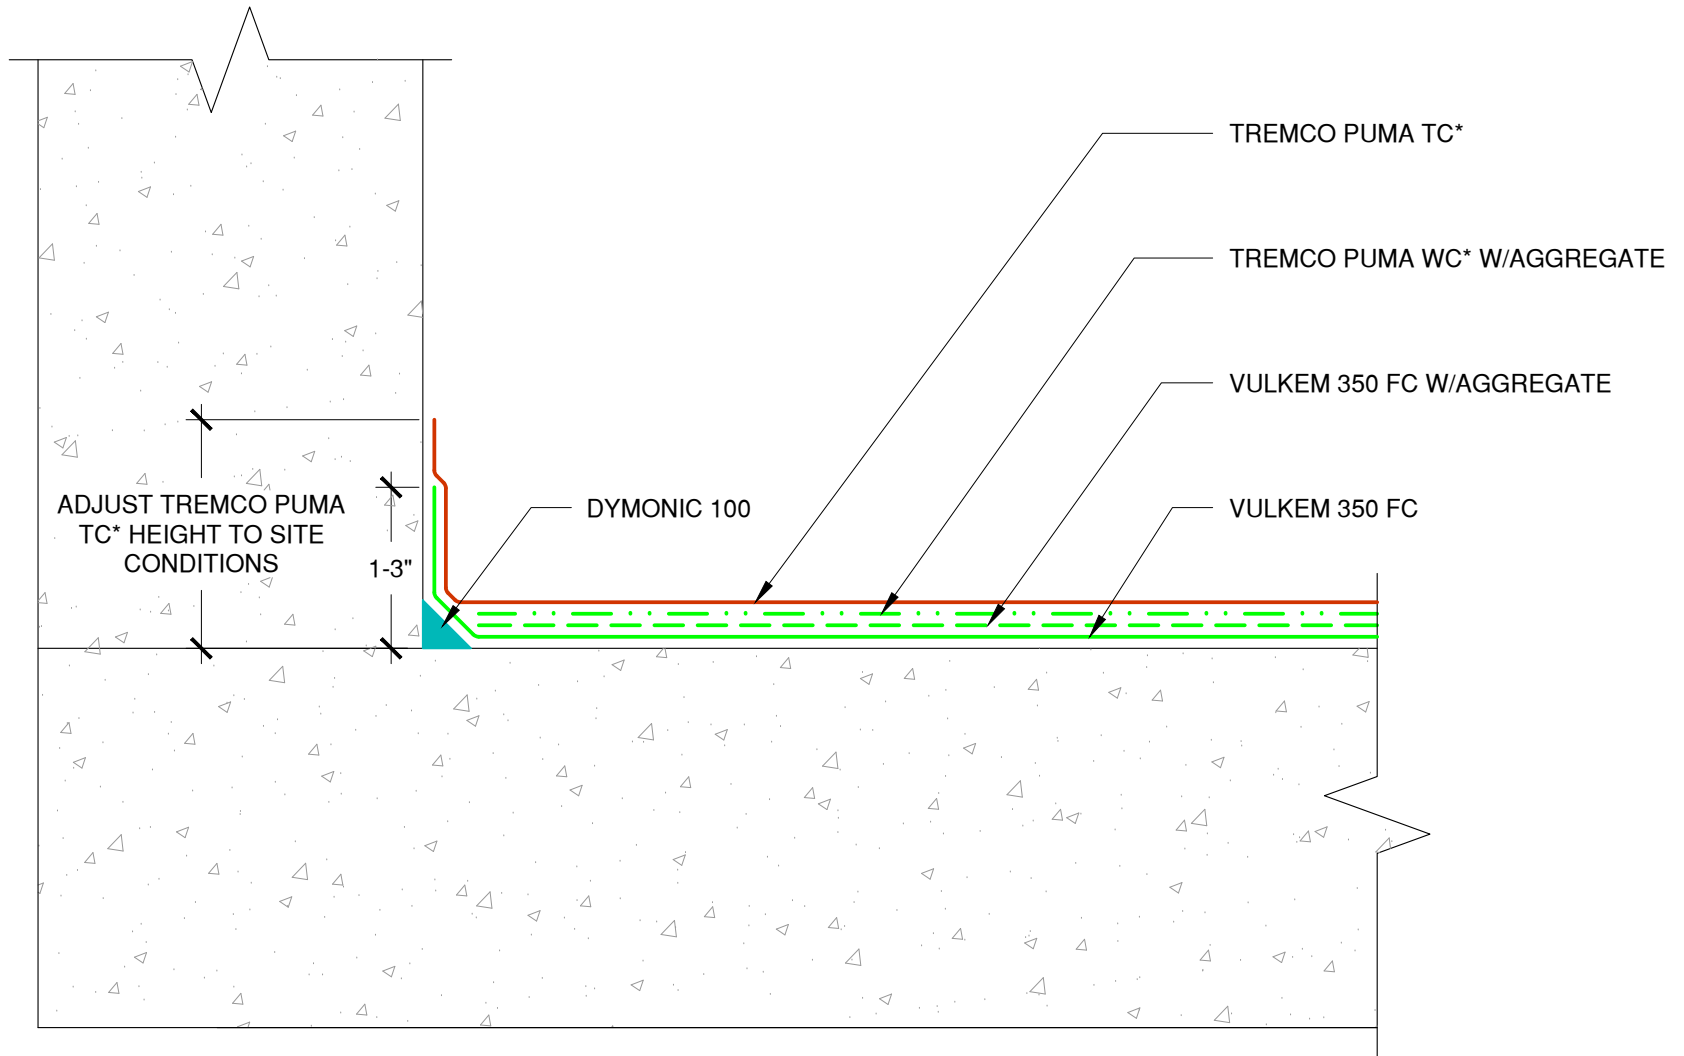 TREMCO PUMA TC*
TREMCO PUMA WC* W/AGGREGATE
VULKEM 350 FC W/AGGREGATE
ADJUST TREMCO PUMA
TC* HEIGHT TO SITE
CONDITIONS
1-3"
DYMONIC 100
VULKEM 350 FC